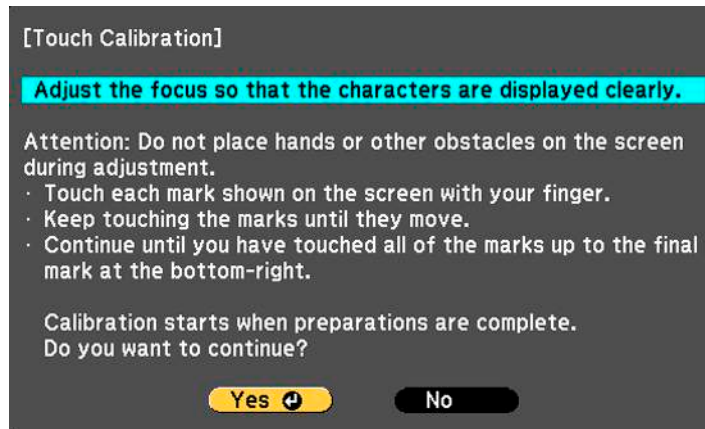 [Touch Calibration]
Adjust the focus so that the characters are displayed clearly.
Attention: Do not place hands or other obstacles on the screen
during adjustment.
· Touch each mark shown on the screen with your finger.
· Keep touching the marks until they move.
· Continue until you have touched all of the marks up to the final
mark at the bottom-right.
Calibration starts when preparations are complete.
Do you want to continue?
Yes No